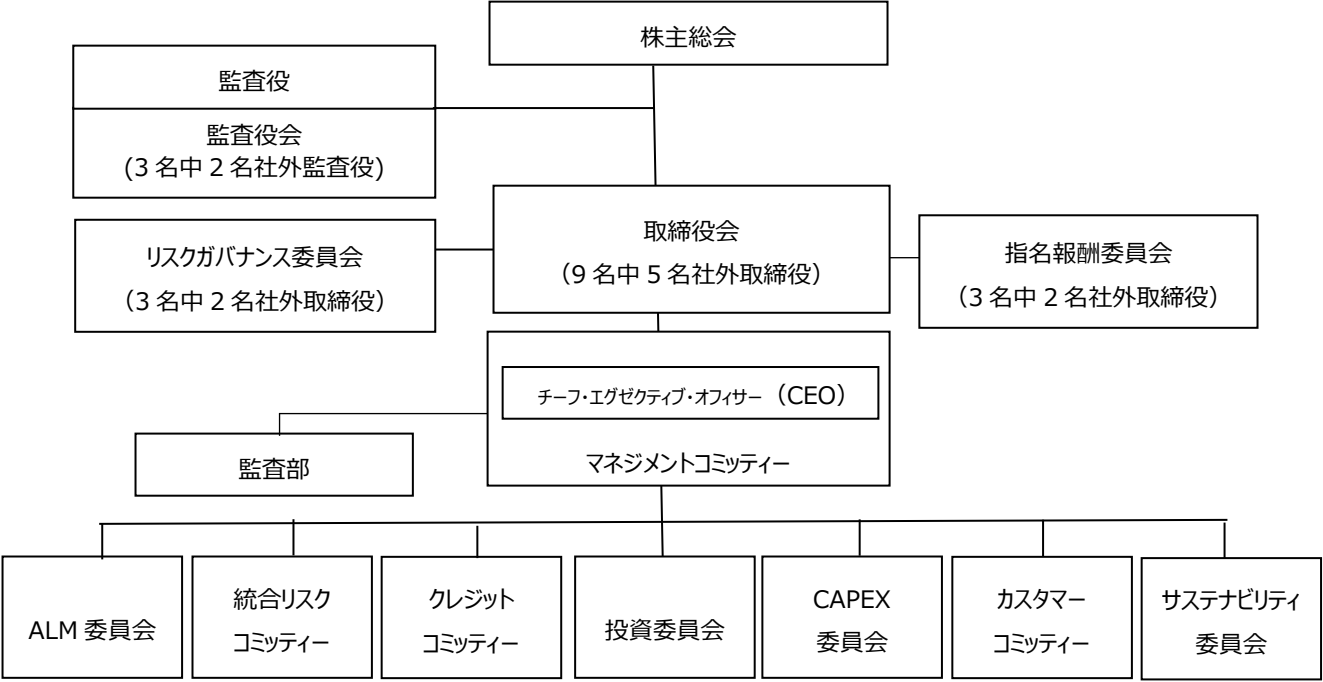 株主総会
監査役
監査役会
(3 名中 2 名社外監査役)
取締役会
（9 名中 5 名社外取締役）
リスクガバナンス委員会
（3 名中 2 名社外取締役）
指名報酬委員会
（3 名中 2 名社外取締役）
チーフ・エグゼクティブ・オフィサー （CEO）
マネジメントコミッティー
監査部
ALM 委員会
統合リスク
コミッティー
クレジット
コミッティー
投資委員会
CAPEX
委員会
カスタマー
コミッティー
サステナビリティ
委員会